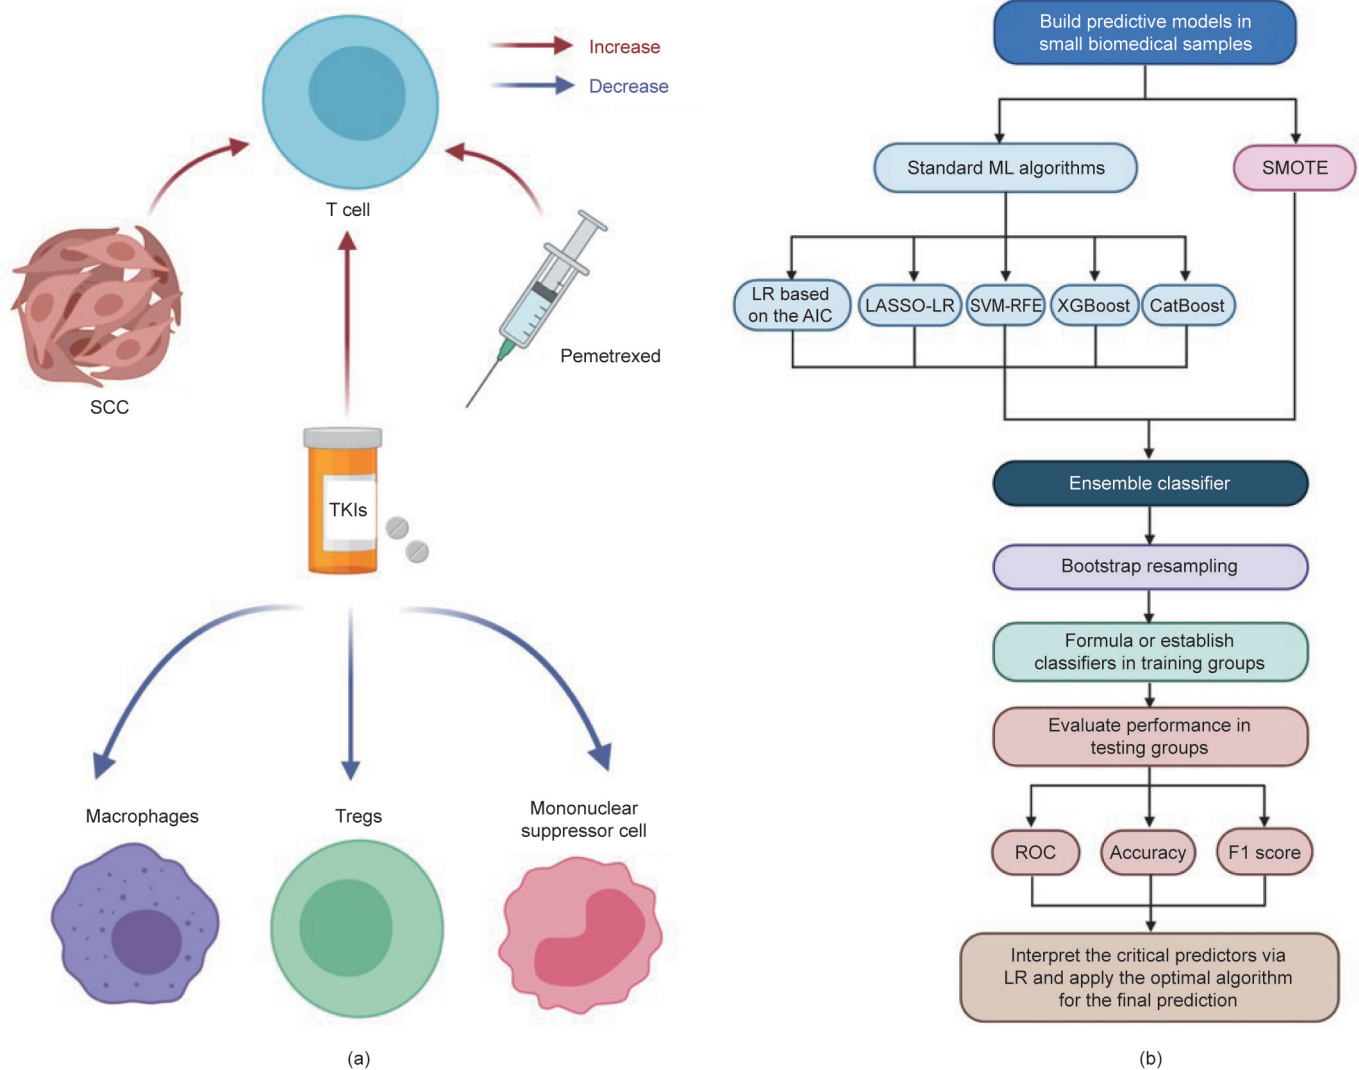 Increase
Decrease
T cell
SCC
Pemetrexed
TKIs
Macrophages
Tregs
Mononuclear
suppressor cell
(a)
Build predictive models in
small biomedical samples
Standard ML algorithms
SMOTE
LR based
on the AIC
LASSO-LR
SVM-RFE
XGBoost
CatBoost
Ensemble classifier
Bootstrap resampling
Formula or establish
classifiers in training groups
Evaluate performance in
testing groups
ROC
Accuracy
F1 score
Interpret the critical predictors via
LR and apply the optimal algorithm
for the final prediction
(b)